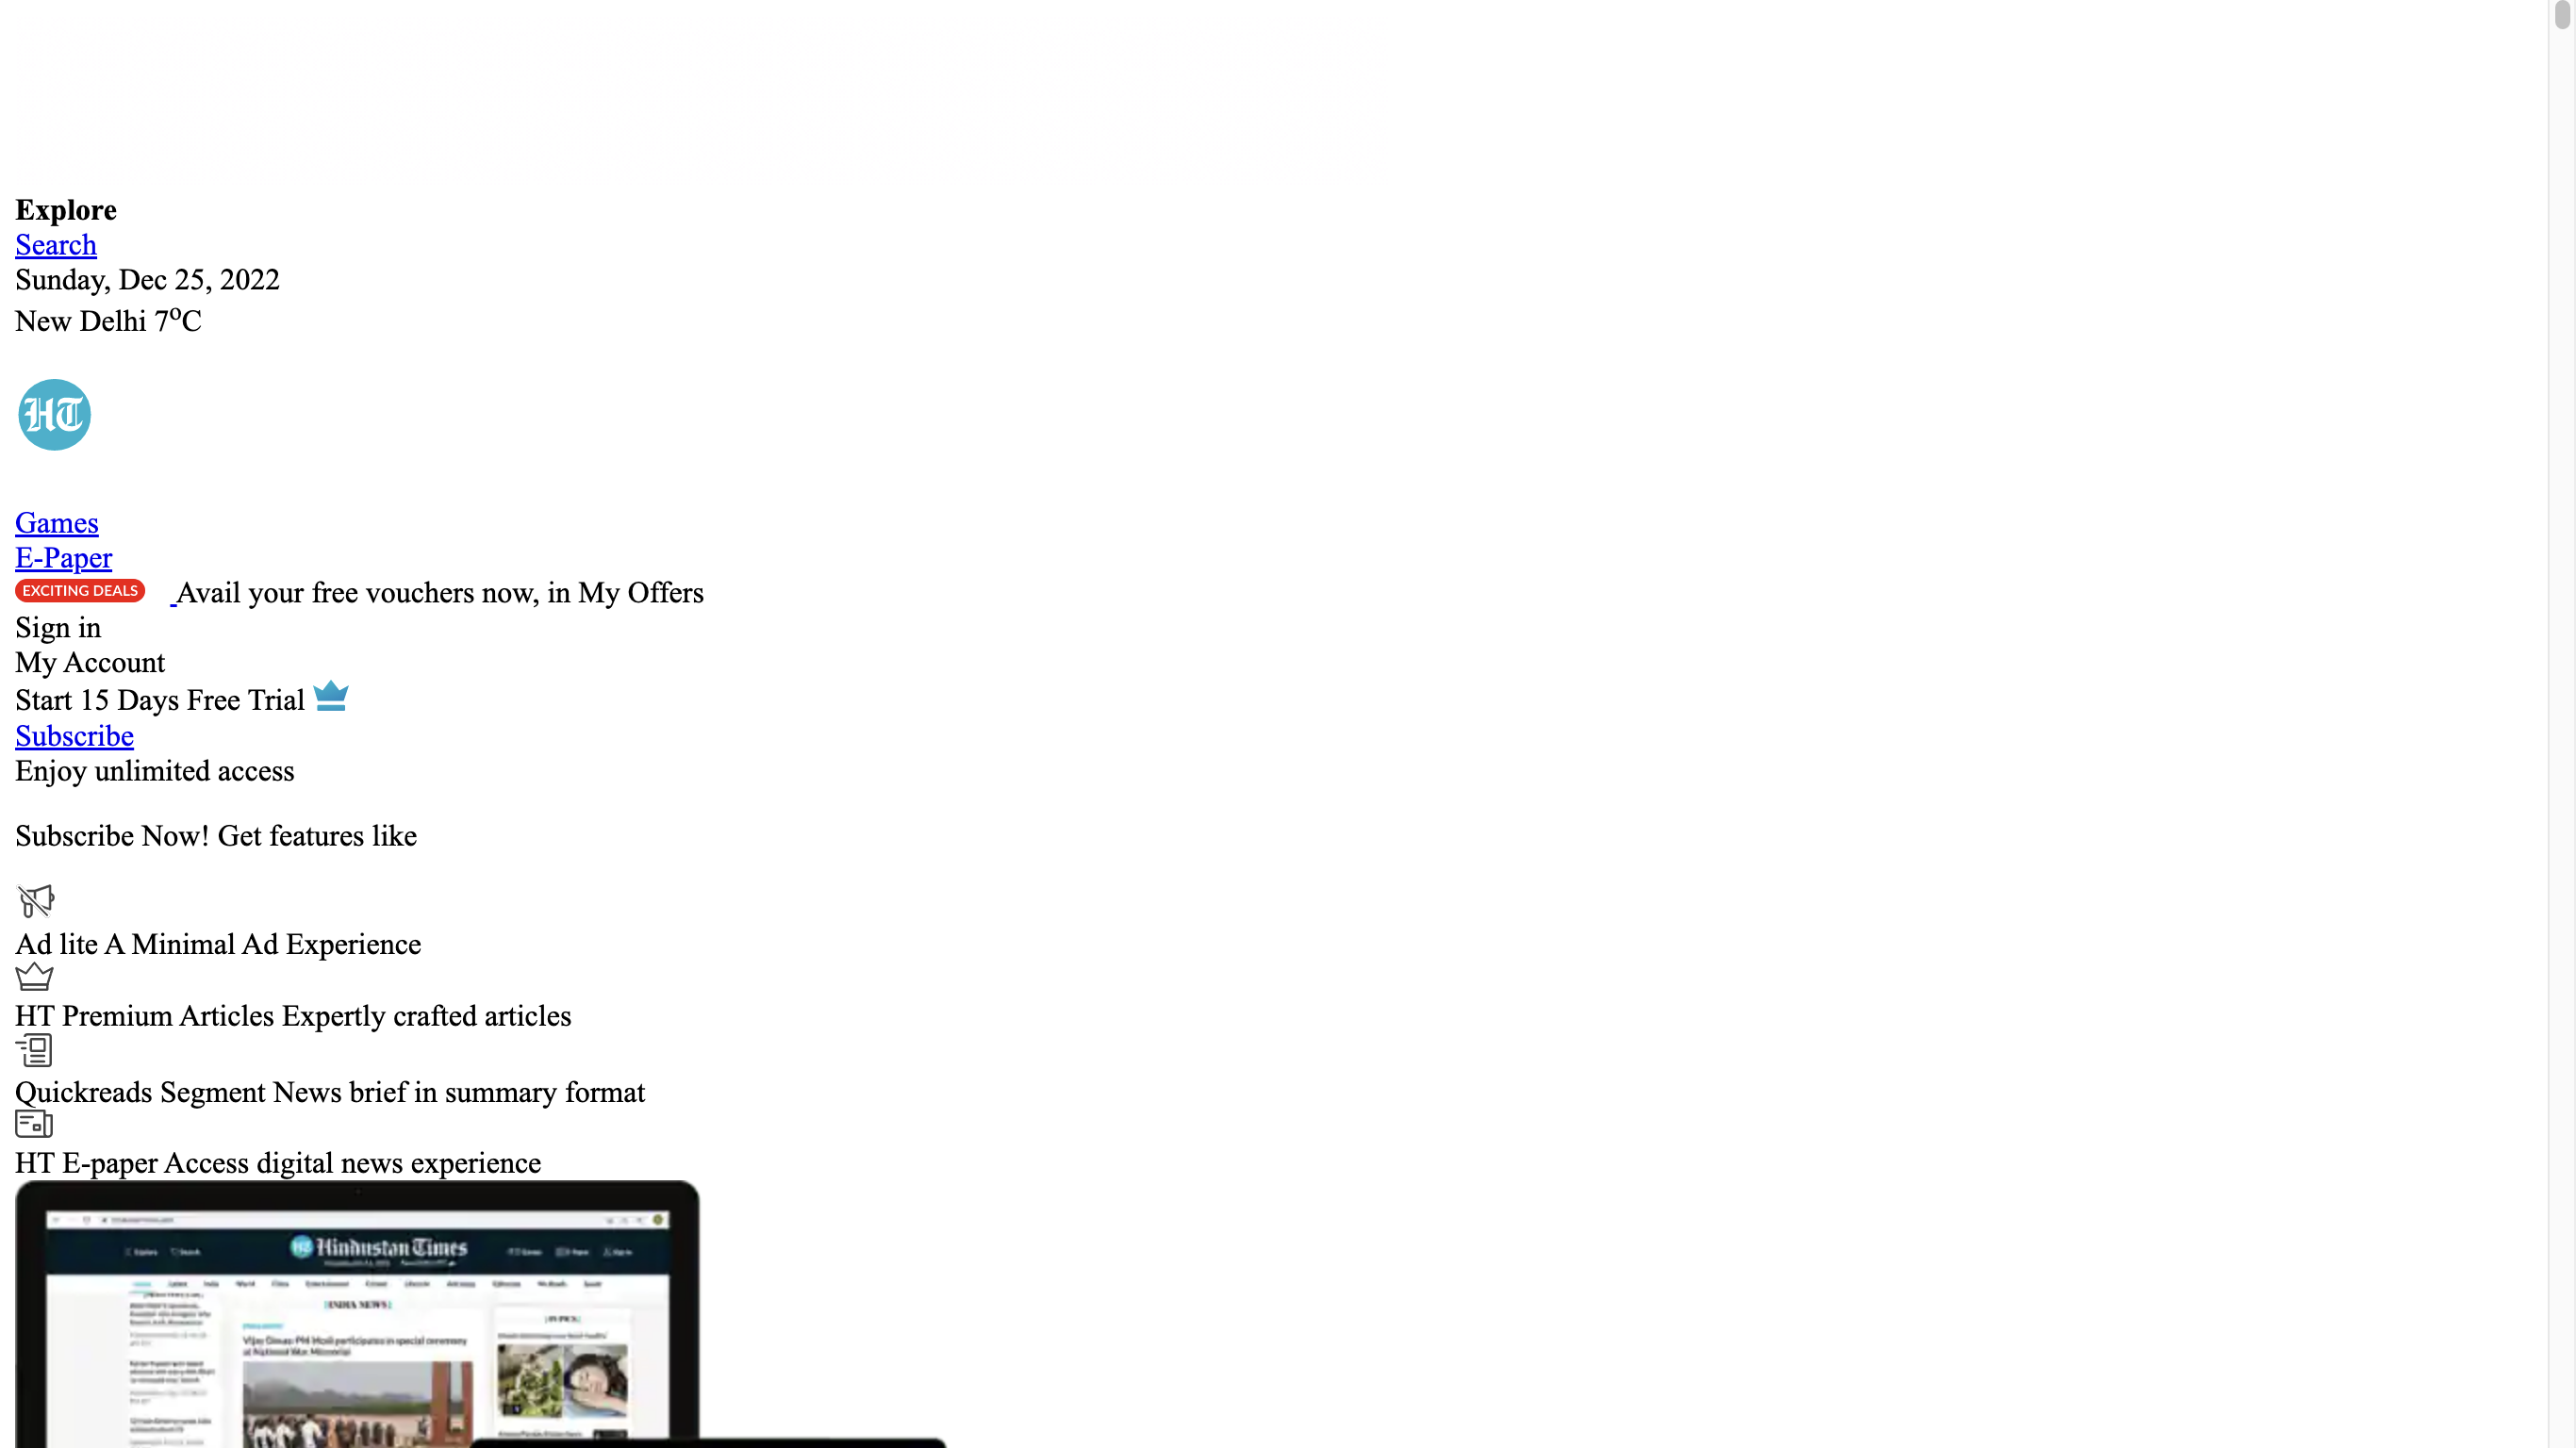 Explore
Search
Sunday, Dec 25, 2022
New Delhi 7ºC
HT
Games
E-Paper
EXCITING DEALS Avail your free vouchers now, in My Offers
Sign in
My Account
Start 15 Days Free Trial
Subscribe
Enjoy unlimited access
Subscribe Now! Get features like
Ad lite A Minimal Ad Experience
HT Premium Articles Expertly crafted articles
Quickreads Segment News brief in summary format
HT E-paper Access digital news experience
Hindustan Times
INDIA NEWS
Vijay Diwas: PM Modi participates in special ceremony
at National War Memorial